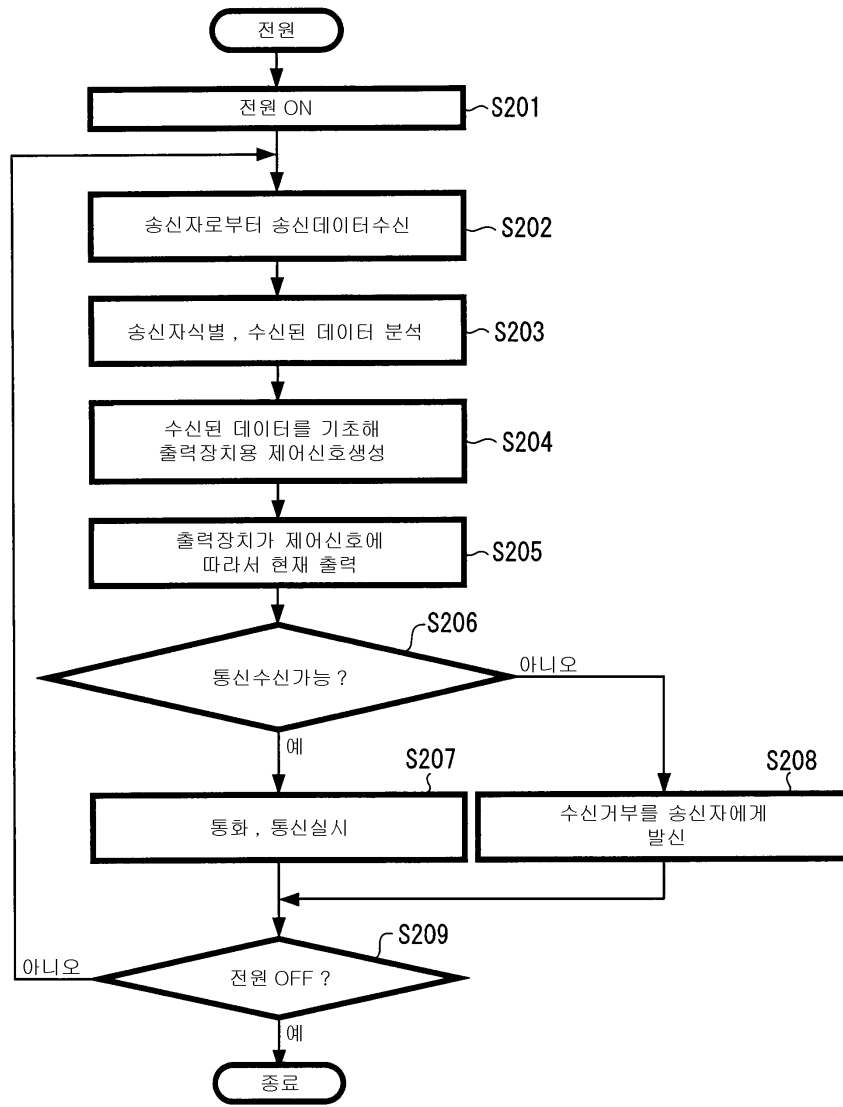 전원
전원 ON
S201
송신자로부터 송신데이터수신
S202
송신자식별 , 수신된 데이터 분석
S203
수신된 데이터를 기초해
출력장치용 제어신호생성
S204
출력장치가 제어신호에
따라서 현재 출력
S205
S206
통신수신가능 ?
아니오
예
S207
통화 , 통신실시
S208
수신거부를 송신자에게
발신
S209
전원 OFF ?
아니오
예
종료